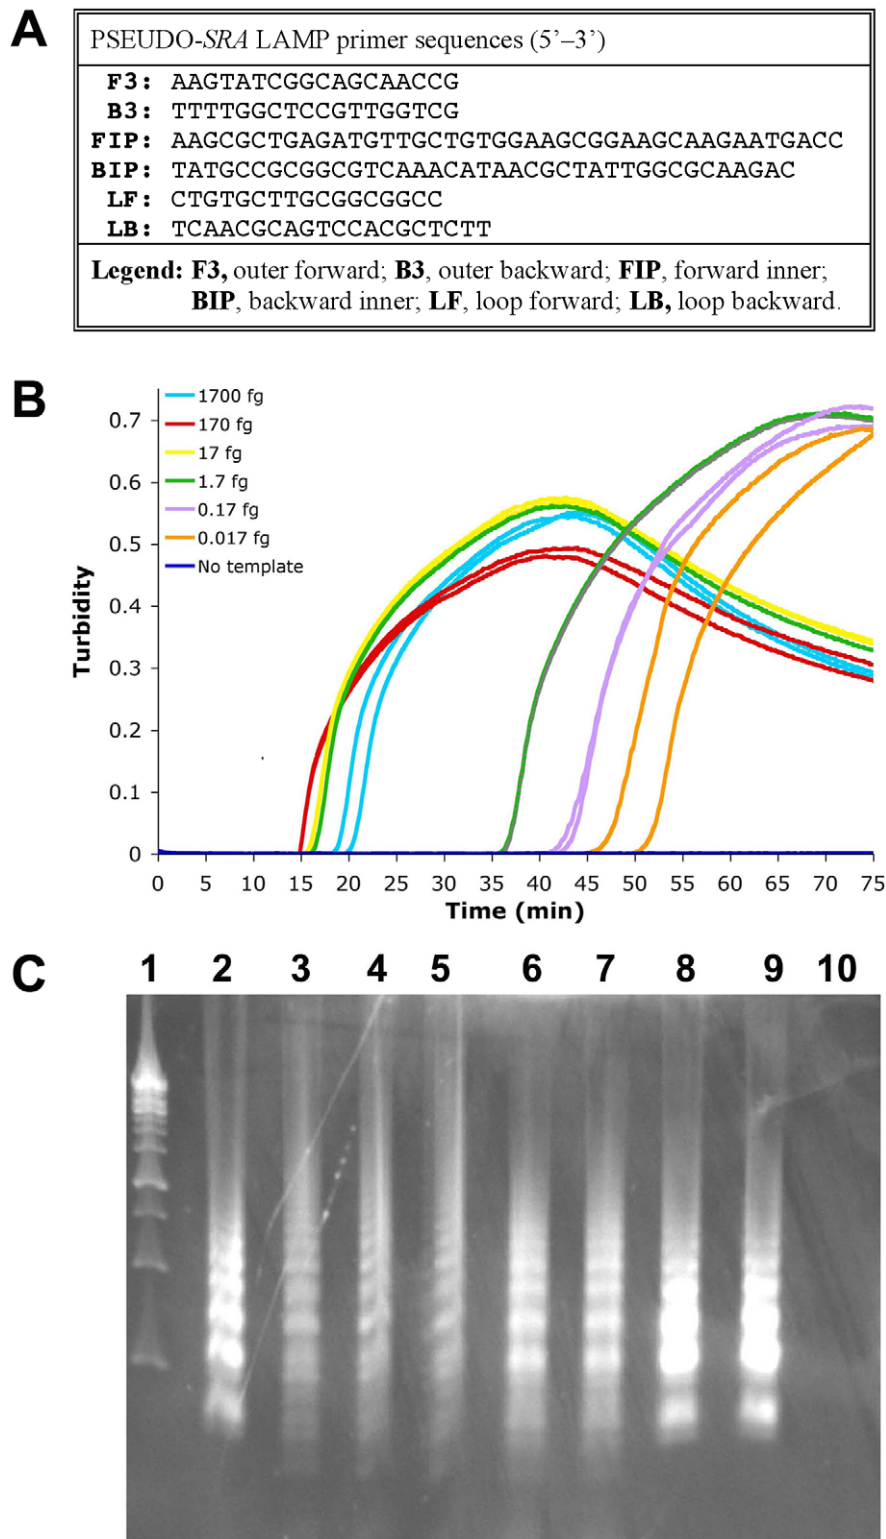 A
PSEUDO-SRA LAMP primer sequences (5’–3’)
F3: AAGTATCGGCAGCAACCG
B3: TTTTGGCTCCGTTGGTCG
FIP: AAGCGCTGAGATGTTGCTGTGGAAGCGGAAGCAAGAATGACC
BIP: TATGCCGCGGCGTCAAACATAACGCTATTGGCGCAAGAC
LF: CTGTGCTTGCGGCGGCC
LB: TCAACGCAGTCCACGCTCTT
Legend: F3, outer forward; B3, outer backward; FIP, forward inner;
BIP, backward inner; LF, loop forward; LB, loop backward.
B
1700 fg
170 fg
17 fg
1.7 fg
0.17 fg
0.017 fg
No template
0.7
0.6
0.5
0.4
0.3
0.2
0.1
0
Turbidity
0 5 10 15 20 25 30 35 40 45 50 55 60 65 70 75
Time (min)
C
1 2 3 4 5 6 7 8 9 10